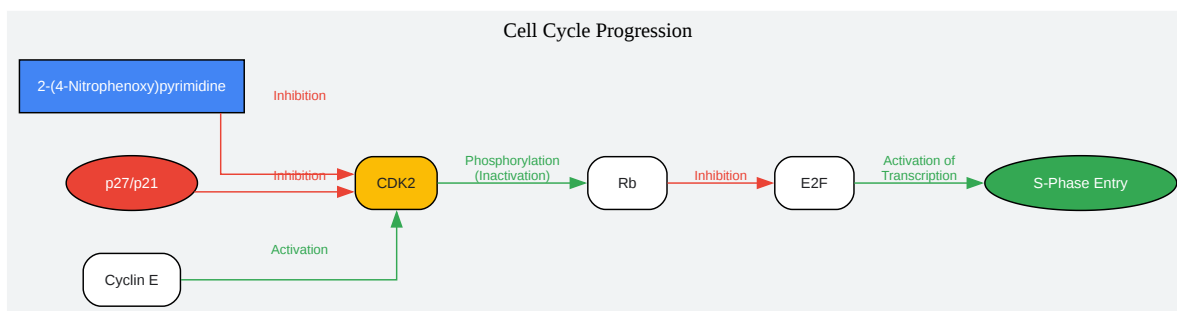 Cell Cycle Progression
2-(4-Nitrophenoxy)pyrimidine
Inhibition
p27/p21
Inhibition
CDK2
Phosphorylation
(Inactivation)
Rb
Inhibition
E2F
Activation of
Transcription
S-Phase Entry
Activation
Cyclin E